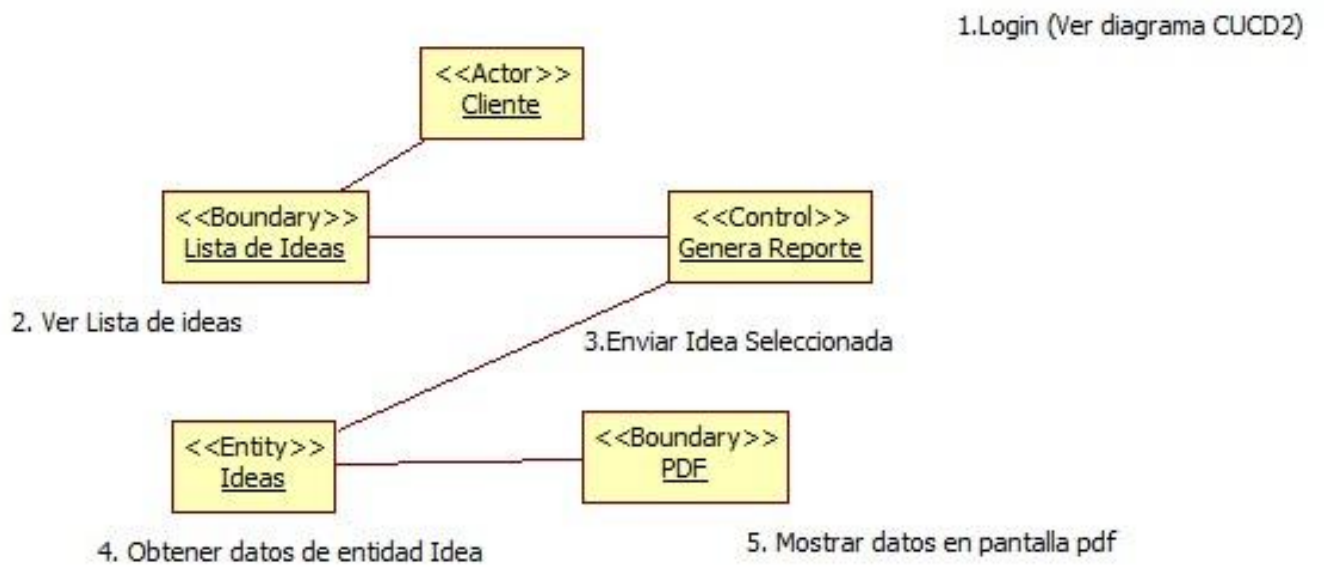 1.Login (Ver diagrama CUCD2)
<<Actor>>
Cliente
<<Boundary>>
Lista de Ideas
<<Control>>
Genera Reporte
2. Ver Lista de ideas
3.Enviar Idea Seleccionada
<<Entity>>
Ideas
<<Boundary>>
PDF
4. Obtener datos de entidad Idea
5. Mostrar datos en pantalla pdf